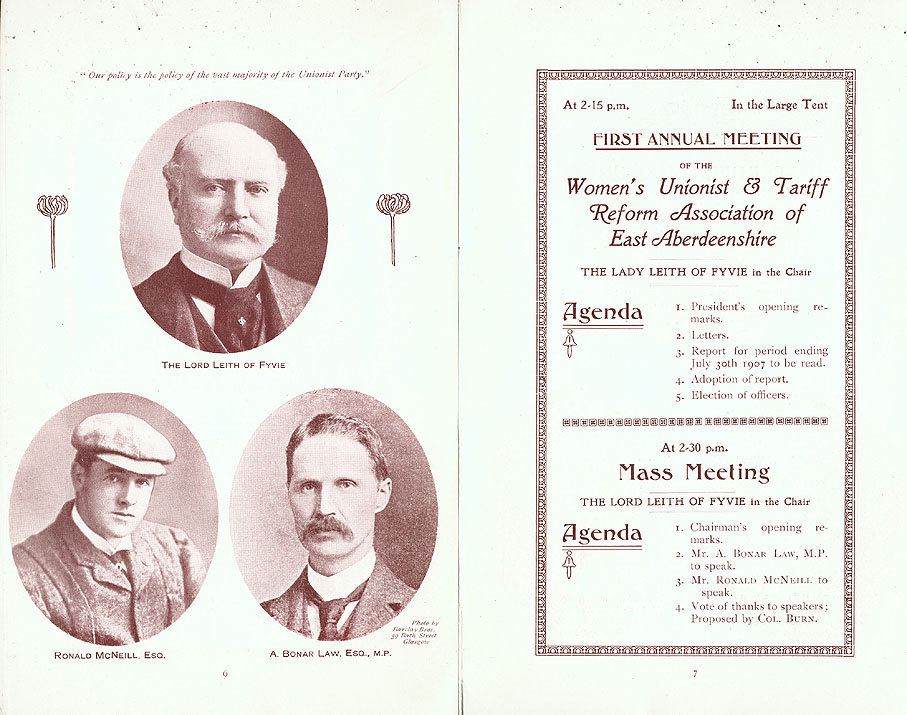 "Our policy is the policy of the vast majority of the Unionist Party."
THE LORD LEITH OF FYVIE
RONALD MCNEILL, ESQ.
A. BONAR LAW, ESQ., M.P.
Photo by
Barclay Bros.
59 Bath Street
Glasgow
6
At 2-15 p.m. In the Large Tent
FIRST ANNUAL MEETING
OF THE
Women's Unionist & Tariff
Reform Association of
East Aberdeenshire
THE LADY LEITH OF FYVIE in the Chair
Agenda
1. President's opening re-
marks.
2. Letters.
3. Report for period ending
July 30th 1907 to be read.
4. Adoption of report.
5. Election of officers.
At 2-30 p.m.
Mass Meeting
THE LORD LEITH OF FYVIE in the Chair
Agenda
1. Chairman's opening re-
marks.
2. Mr. A. BONAR LAW, M.P.
to speak.
3. Mr. RONALD MCNEILL to
speak.
4. Vote of thanks to speakers;
Proposed by COL. BURN.
7